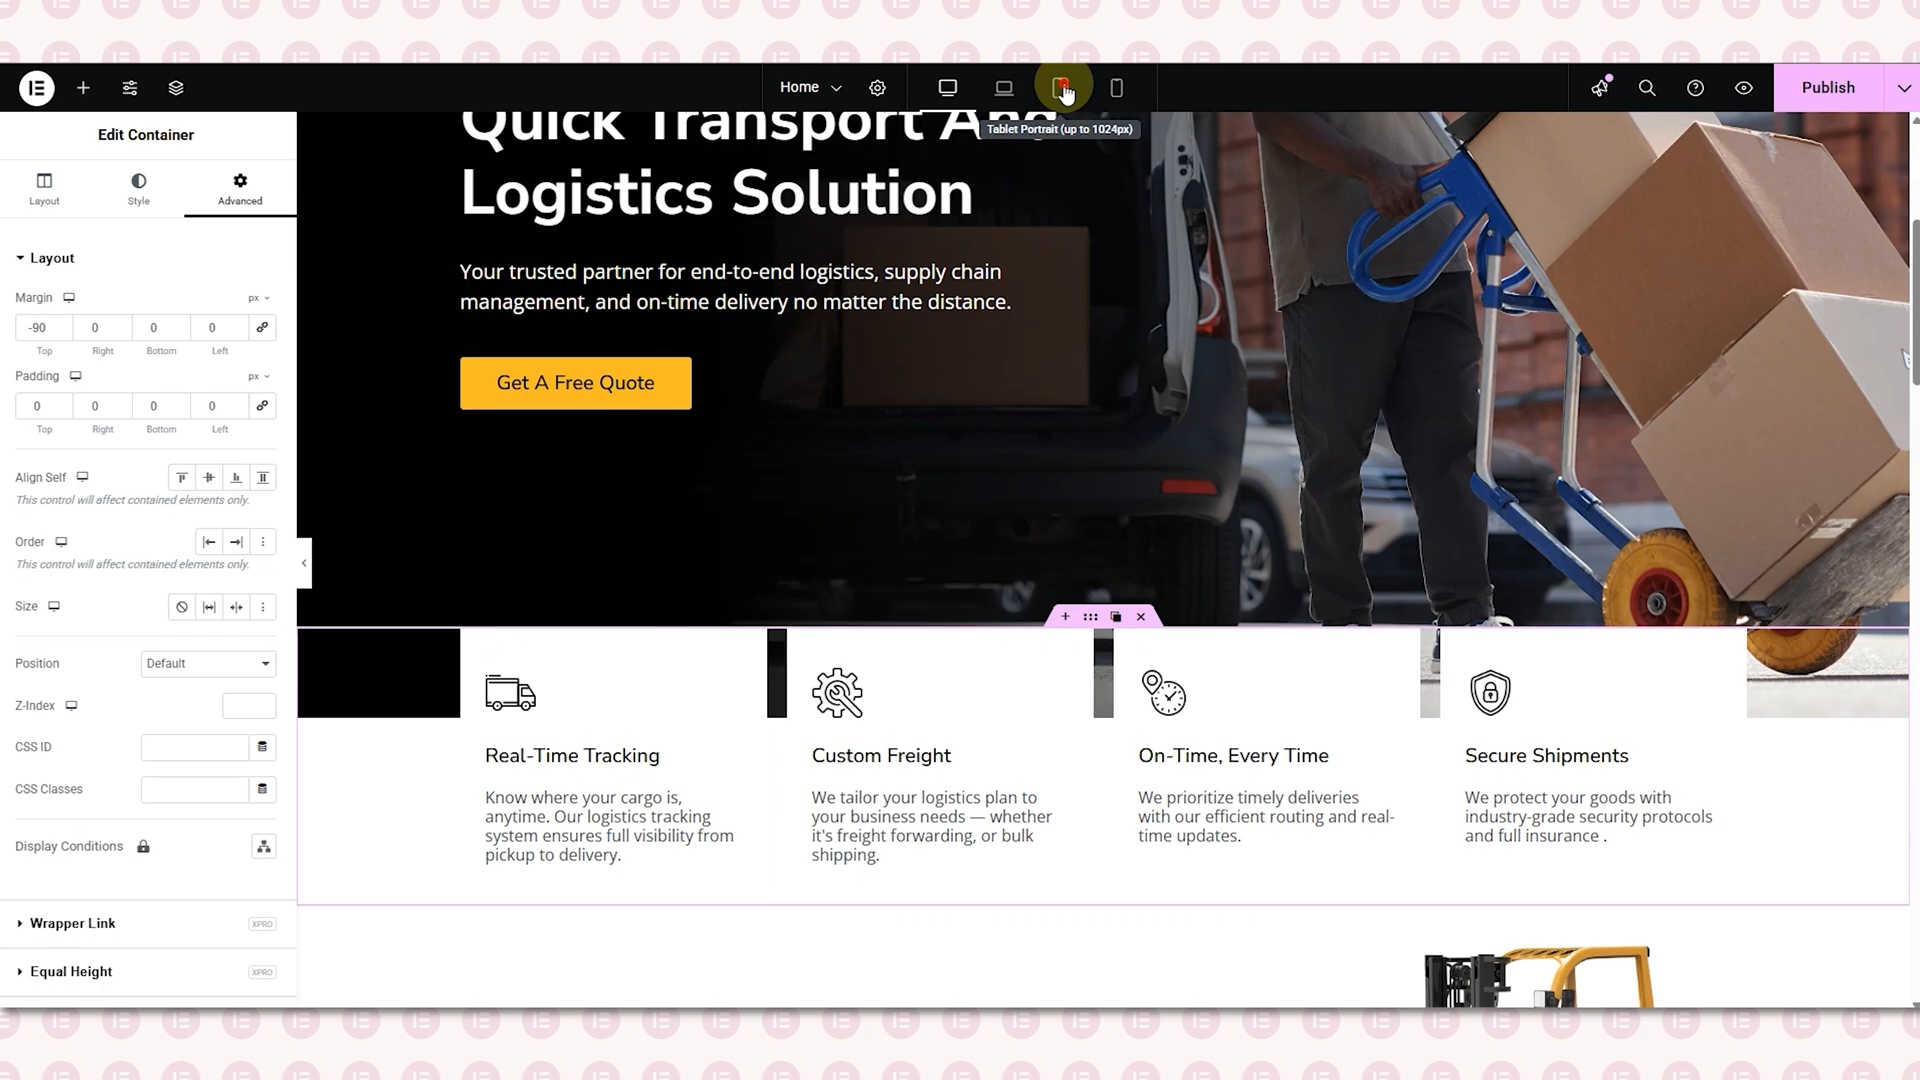 Home
Publish
Edit Container
Quick Transport And
Tablet Portrait (up to 1024px)
Layout
Style
Advanced
Logistics Solution
Layout
Your trusted partner for end-to-end logistics, supply chain
management, and on-time delivery no matter the distance.
Margin
px
-90
0
0
0
Top
Right
Bottom
Left
Padding
px
Get A Free Quote
0
0
0
0
Top
Right
Bottom
Left
Align Self
This control will affect contained elements only.
Order
This control will affect contained elements only.
Size
Position
Default
Z-Index
CSS ID
CSS Classes
Display Conditions
Real-Time Tracking
Know where your cargo is,
anytime. Our logistics tracking
system ensures full visibility from
pickup to delivery.
Custom Freight
We tailor your logistics plan to
your business needs — whether
it's freight forwarding, or bulk
shipping.
On-Time, Every Time
We prioritize timely deliveries
with our efficient routing and real-
time updates.
Secure Shipments
We protect your goods with
industry-grade security protocols
and full insurance .
Wrapper Link
XPRO
Equal Height
XPRO